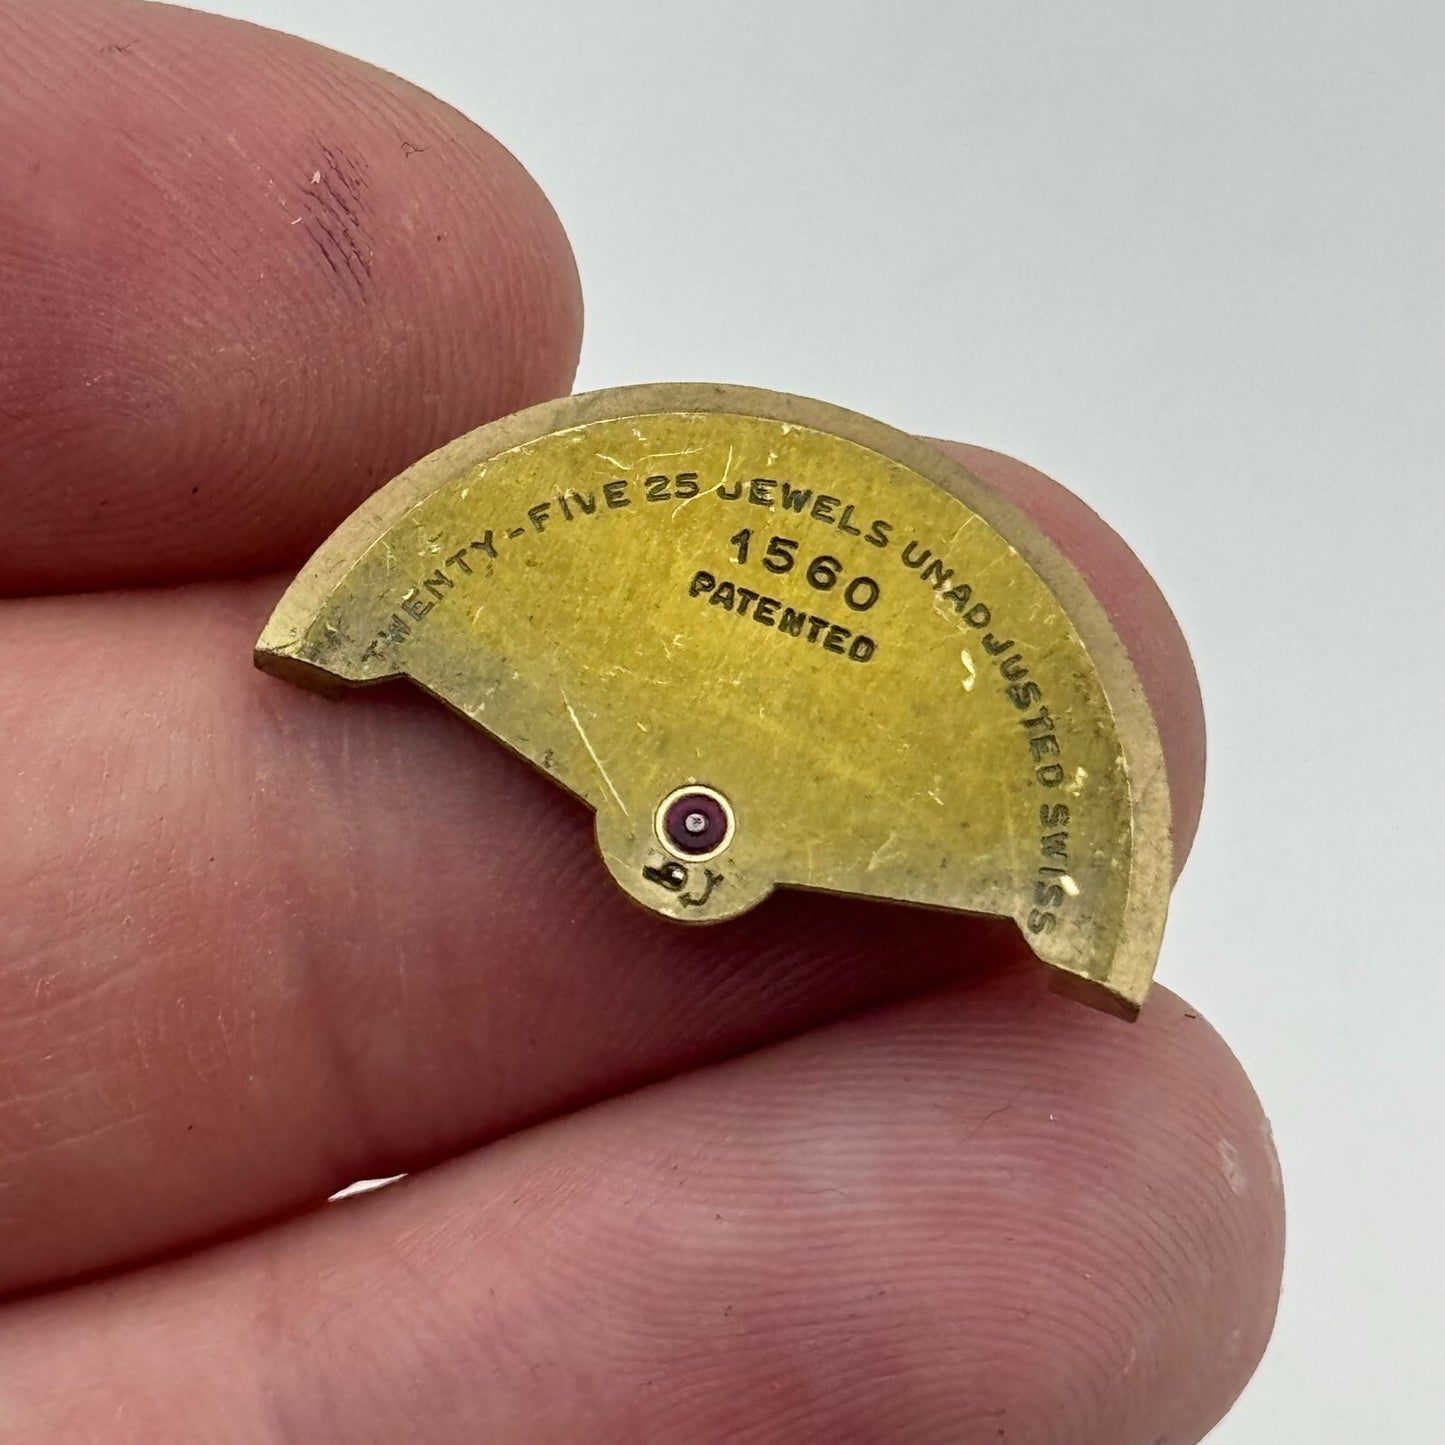 TWENTY-FIVE 25 JEWELS UNADJUSTED SWISS
1560
PATENTED